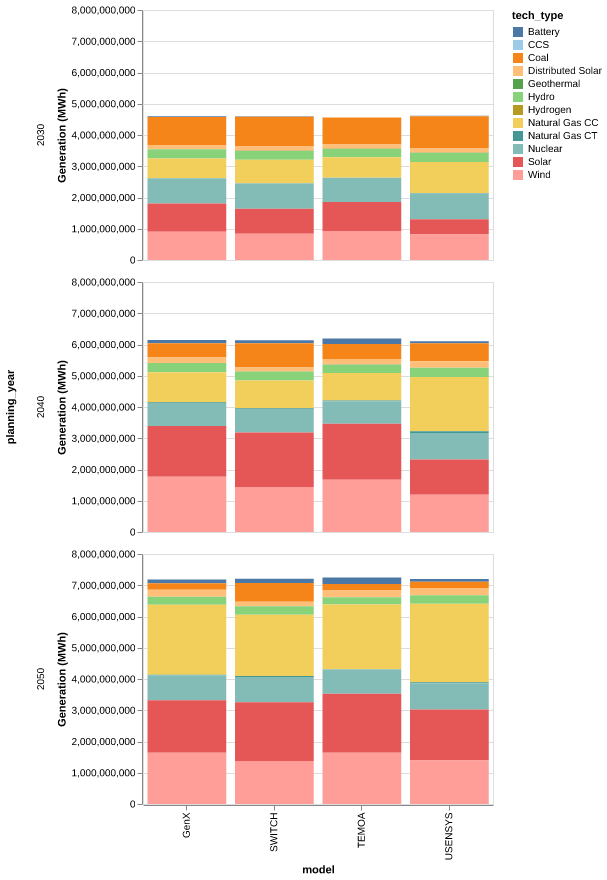 8,000,000,000
7,000,000,000
6,000,000,000
5,000,000,000
4,000,000,000
3,000,000,000
2,000,000,000
1,000,000,000
0
Generation (MWh)
2030
8,000,000,000
7,000,000,000
6,000,000,000
5,000,000,000
4,000,000,000
3,000,000,000
2,000,000,000
1,000,000,000
0
Generation (MWh)
2040
planning_year
8,000,000,000
7,000,000,000
6,000,000,000
5,000,000,000
4,000,000,000
3,000,000,000
2,000,000,000
1,000,000,000
0
Generation (MWh)
2050
GenX
SWITCH
TEMOA
USENSYS
model
tech_type
Battery
CCS
Coal
Distributed Solar
Geothermal
Hydro
Hydrogen
Natural Gas CC
Natural Gas CT
Nuclear
Solar
Wind